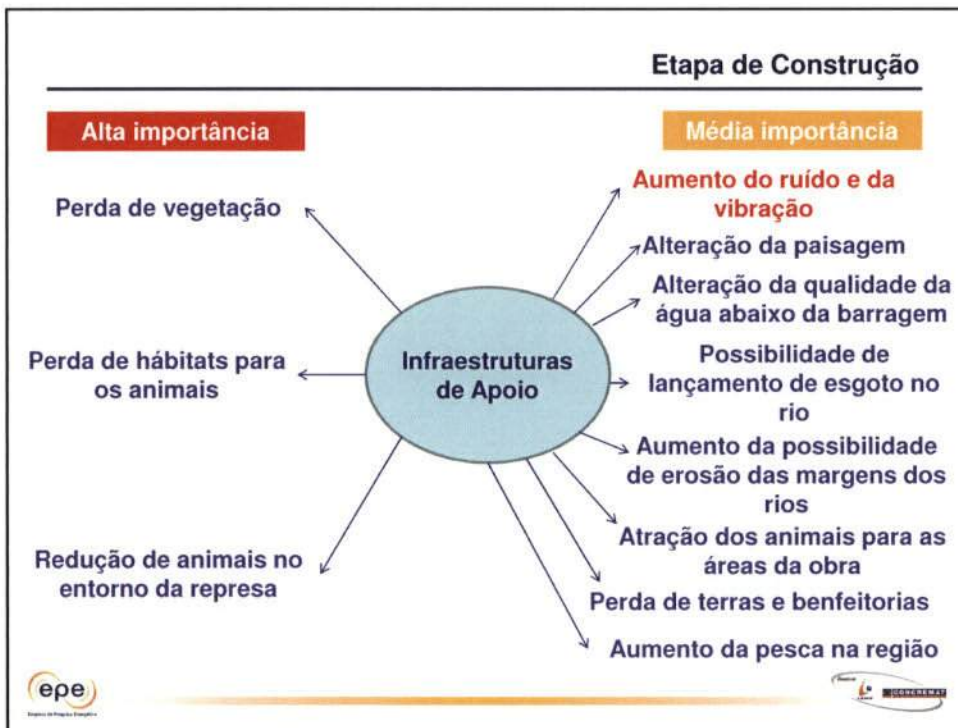 Etapa de Construção
Alta importância
Perda de vegetação
Perda de hábitats para
os animais
Redução de animais no
entorno da represa
Infraestruturas
de Apoio
Média importância
Aumento do ruído e da
vibração
Alteração da paisagem
Alteração da qualidade da
água abaixo da barragem
Possibilidade de
lançamento de esgoto no
rio
Aumento da possibilidade
de erosão das margens dos
rios
Atração dos animais para as
áreas da obra
Perda de terras e benfeitorias
Aumento da pesca na região
epe
Empresa de Pesquisa Energética
CONCREMAT